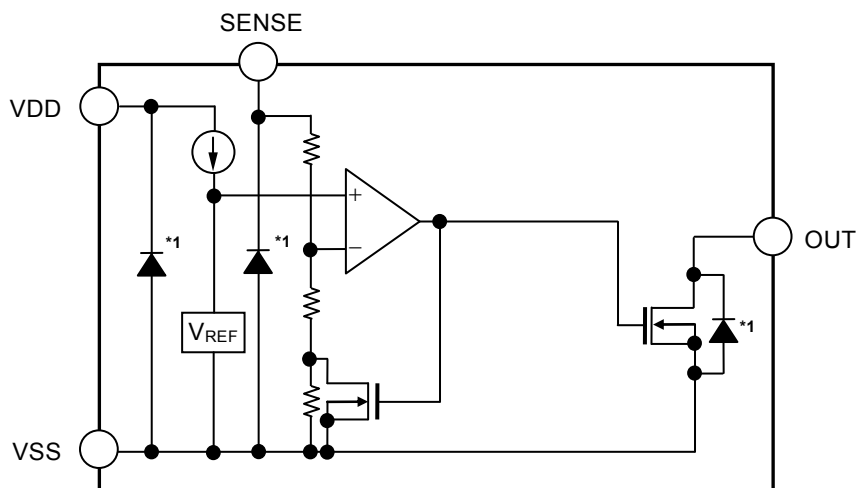 SENSE
VDD
*1
*1
+
−
OUT
*1
VREF
VSS